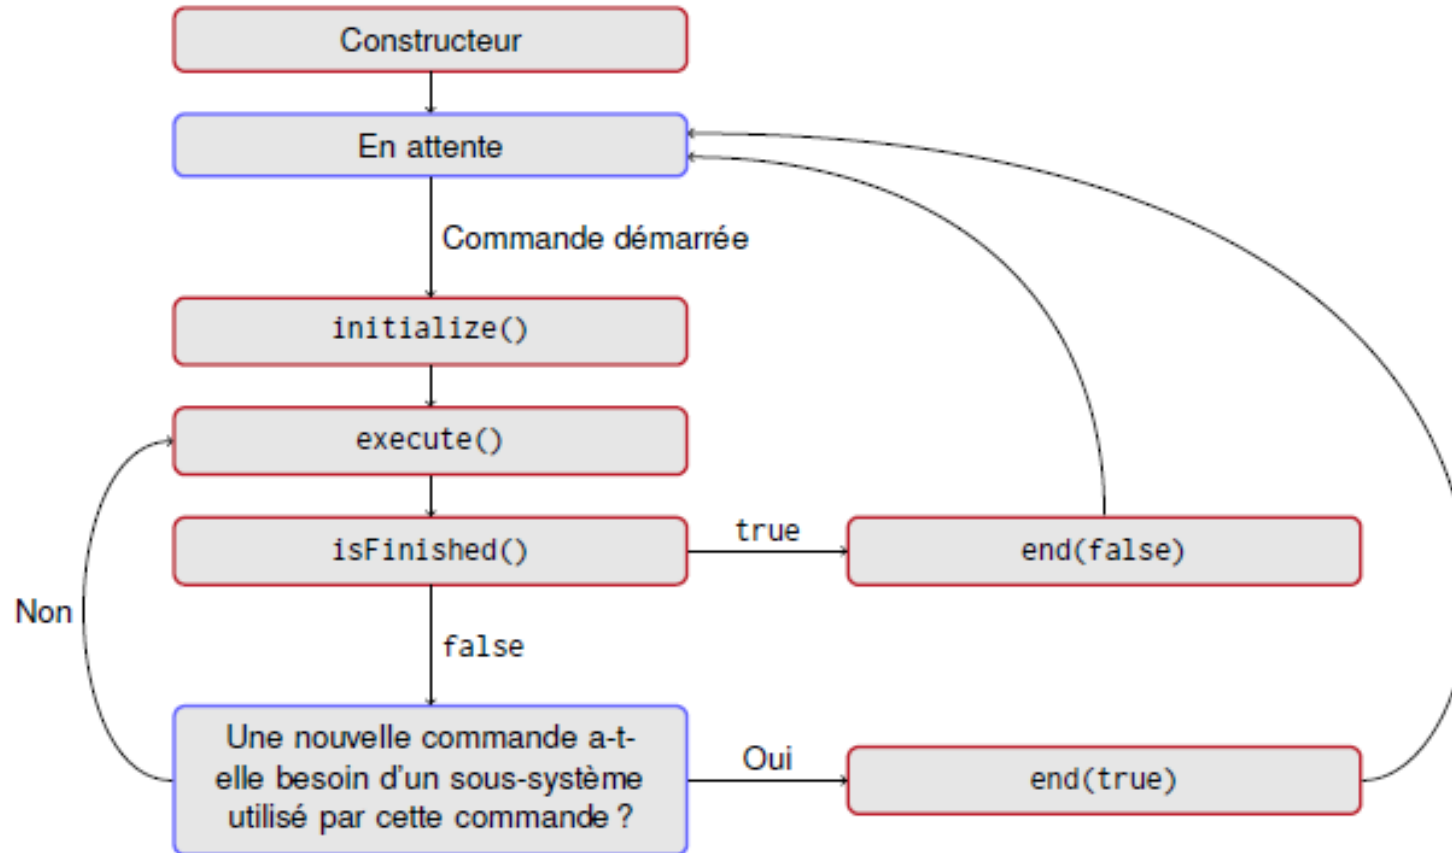 Constructeur
En attente
Commande démarrée
initialize()
execute()
isFinished()
true
end(false)
Non
false
Une nouvelle commande a-t-
elle besoin d'un sous-système
utilisé par cette commande ?
Oui
end(true)